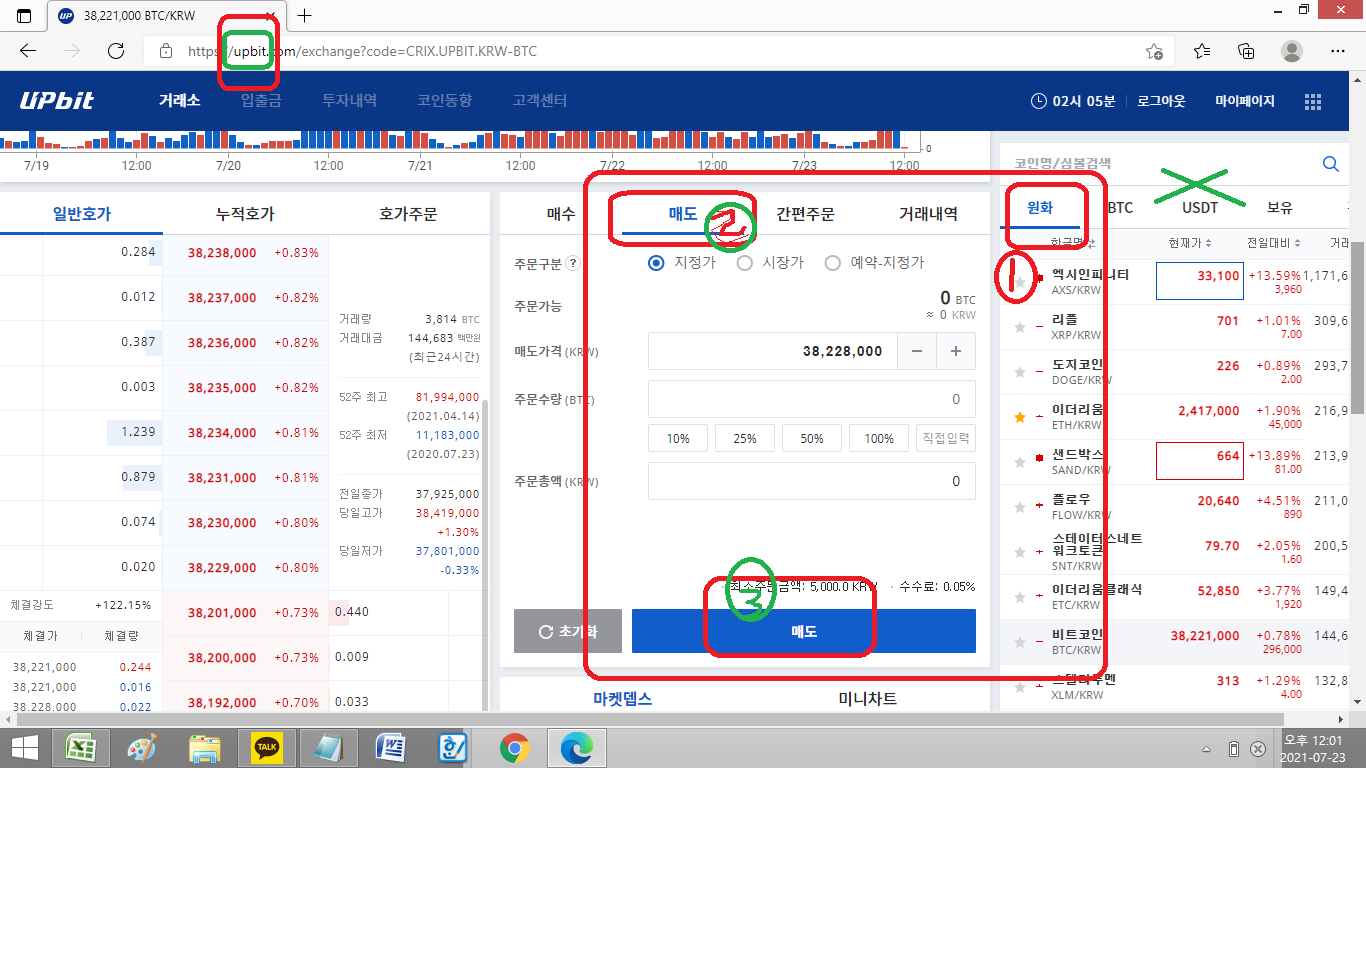 38,221,000 BTC/KRW
https://upbit.com/exchange?code=CRIX.UPBIT.KRW-BTC
UPbit 거래소 입출금 투자내역 코인동향 고객센터 02시 05분 로그아웃 마이페이지
0
7/19 12:00 7/20 12:00 7/21 12:00 7/22 12:00 7/23 12:00
코인명/심볼검색
일반호가 누적호가 호가주문
매수 매도 간편주문 거래내역
2
원화 BTC USDT 보유
한글명 현재가 전일대비 거래
1
0.284 38,238,000 +0.83%
0.012 38,237,000 +0.82%
0.387 38,236,000 +0.82%
0.003 38,235,000 +0.82%
1.239 38,234,000 +0.81%
0.879 38,231,000 +0.81%
0.074 38,230,000 +0.80%
0.020 38,229,000 +0.80%
거래량 3,814 BTC
거래대금 144,683 백만원
(최근24시간)
52주 최고 81,994,000
(2021.04.14)
52주 최저 11,183,000
(2020.07.23)
전일종가 37,925,000
당일고가 38,419,000
+1.30%
당일저가 37,801,000
-0.33%
체결강도 +122.15%
체결가 체결량
38,221,000 0.244
38,221,000 0.016
38,228,000 0.022
38,201,000 +0.73% 0.440
38,200,000 +0.73% 0.009
38,192,000 +0.70% 0.033
주문구분 ? 지정가 시장가 예약-지정가
주문가능 0 BTC
≈ 0 KRW
매도가격 (KRW) 38,228,000 − +
주문수량 (BTC) 0
10% 25% 50% 100% 직접입력
주문총액 (KRW) 0
최소주문금액: 5,000.0 KRW · 수수료: 0.05%
3
초기화 매도
마켓뎁스 미니차트
엑시인피니티 33,100 +13.59% 1,171,6
AXS/KRW 3,960
리플 701 +1.01% 309,6
XRP/KRW 7.00
도지코인 226 +0.89% 293,7
DOGE/KRW 2.00
이더리움 2,417,000 +1.90% 216,9
ETH/KRW 45,000
샌드박스 664 +13.89% 213,9
SAND/KRW 81.00
플로우 20,640 +4.51% 211,0
FLOW/KRW 890
스테이터스네트
워크토큰 79.70 +2.05% 200,5
SNT/KRW 1.60
이더리움클래식 52,850 +3.77% 149,4
ETC/KRW 1,920
비트코인 38,221,000 +0.78% 144,6
BTC/KRW 296,000
스텔라루멘 313 +1.29% 132,8
XLM/KRW 4.00
TALK
오후 12:01
2021-07-23